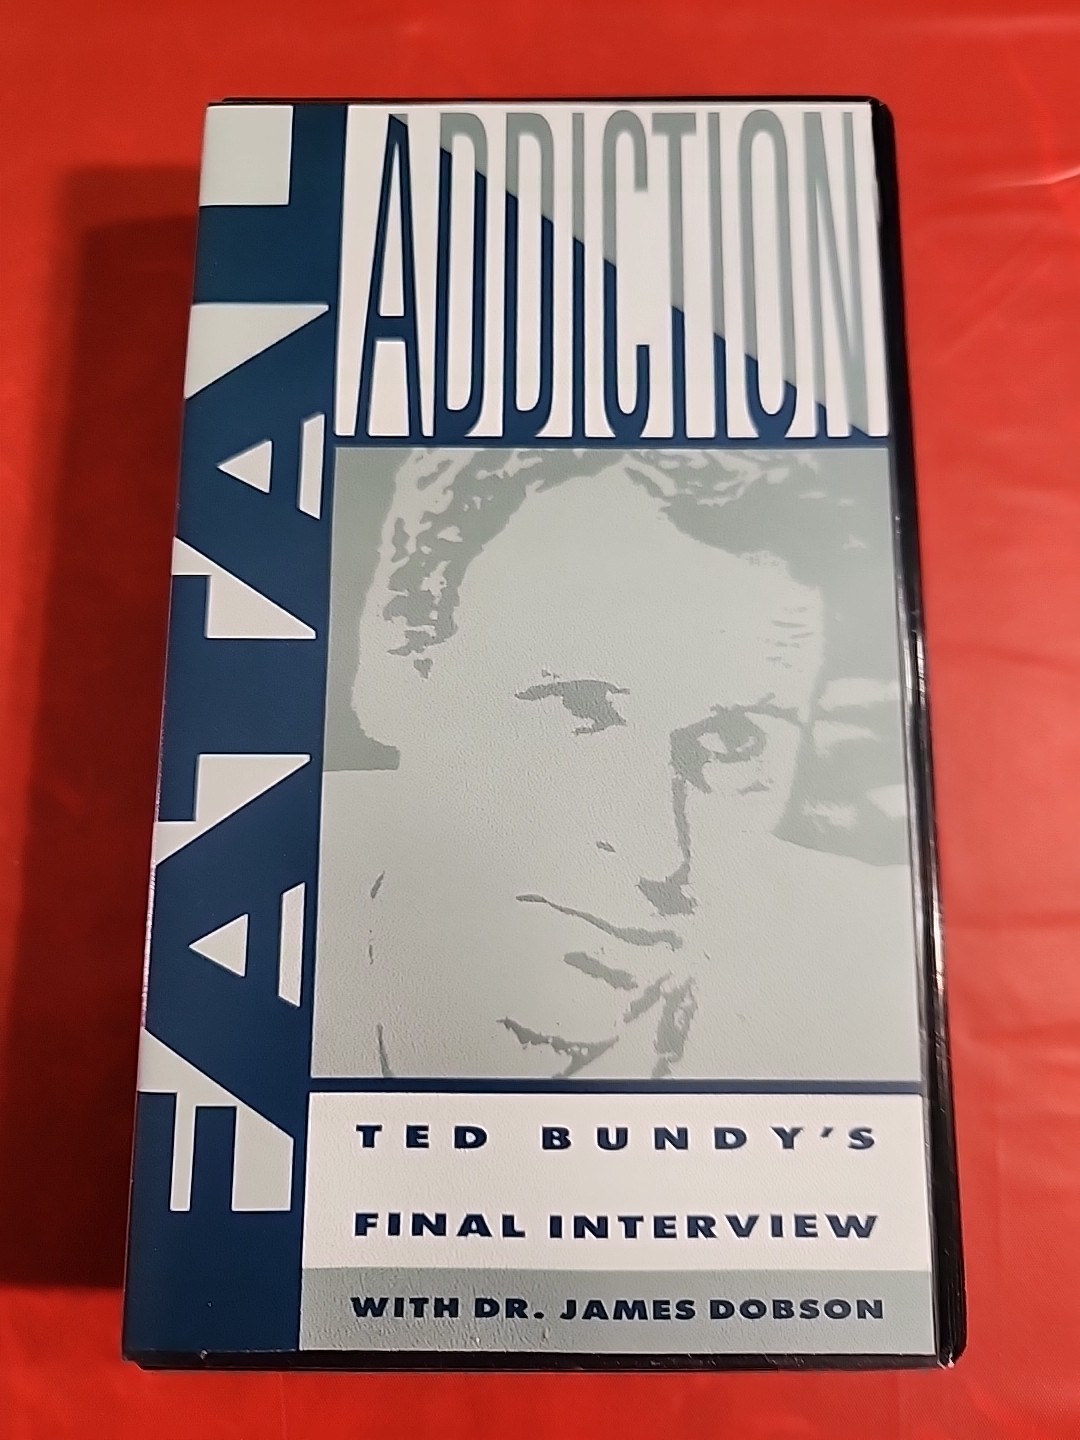 FATAL
ADDICTION
TED BUNDY'S
FINAL INTERVIEW
WITH DR. JAMES DOBSON